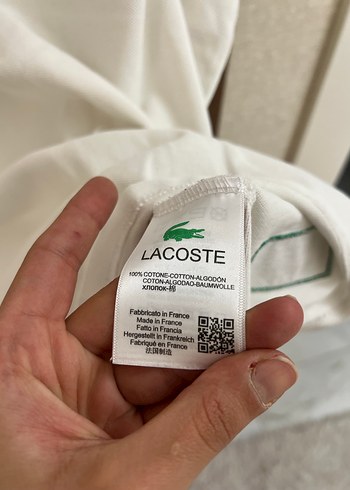 LACOSTE
100% COTONE-COTTON-ALGODÓN
COTON-ALGODAO-BAUMWOLLE
ХЛОПОК-棉
Fabbricato in France
Made in France
Fatto in Francia
Hergestellt in Frankreich
Fabriqué en France
法国制造